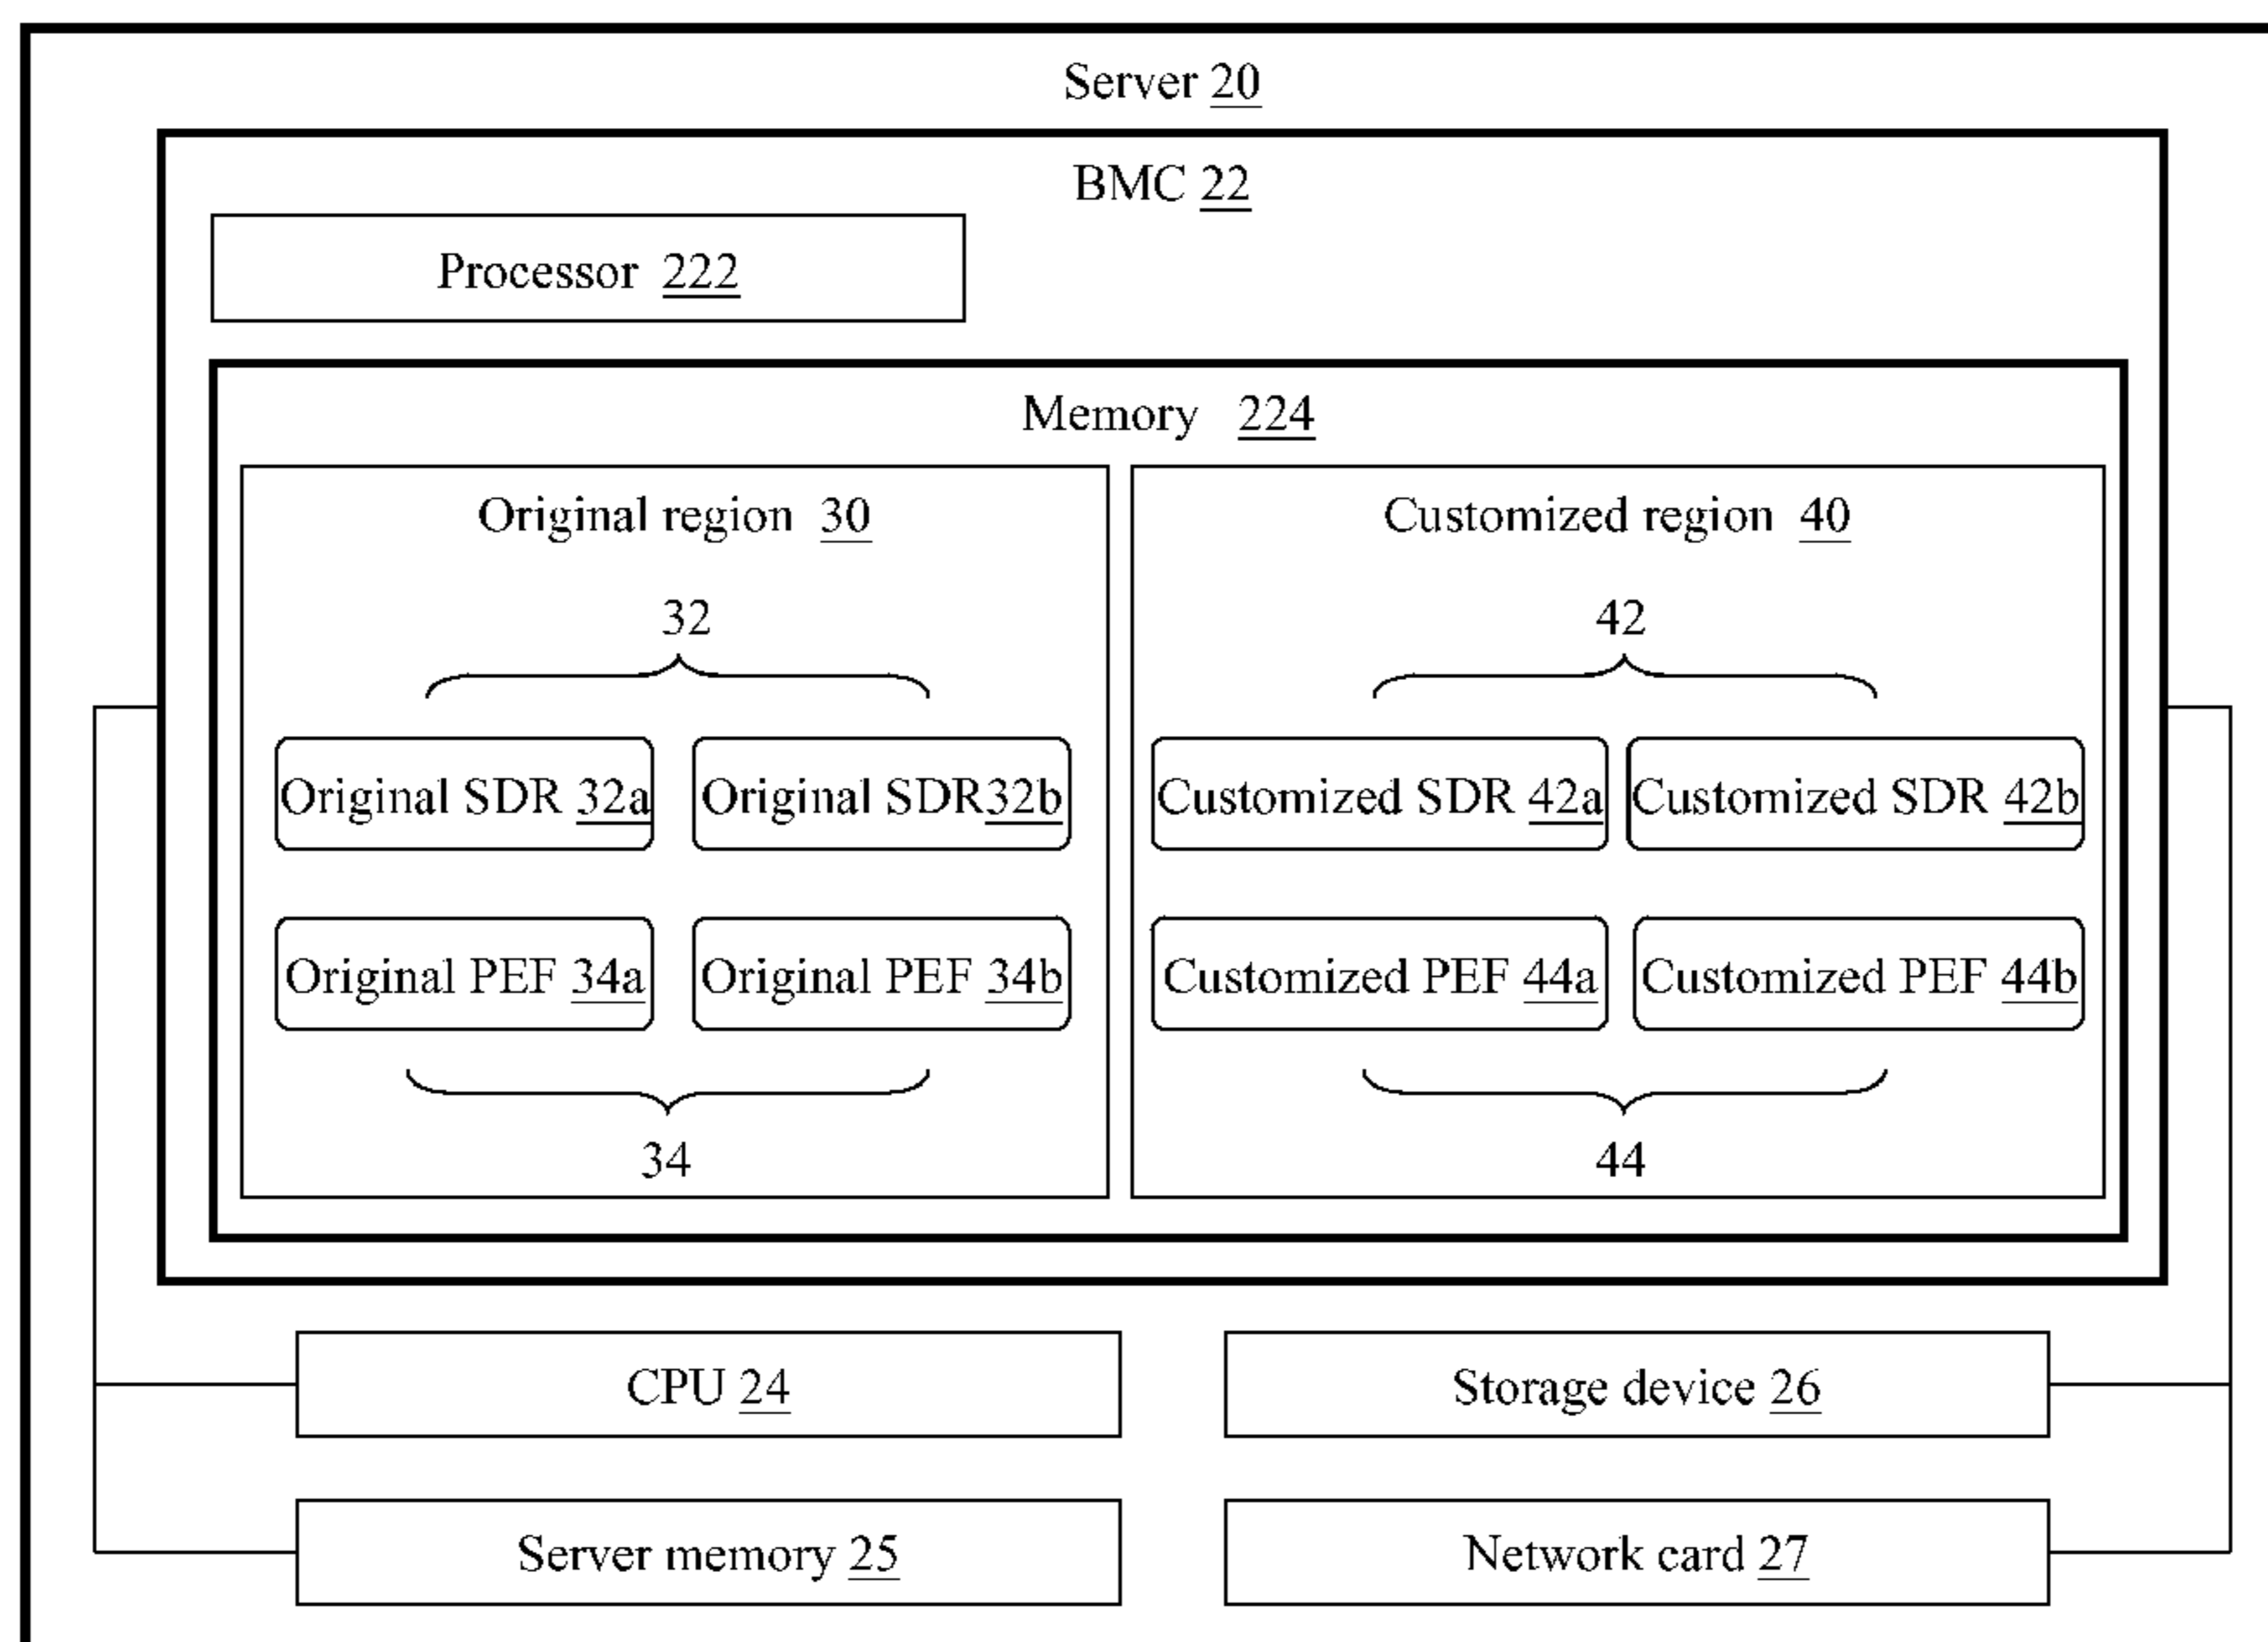 Server 20
BMC 22
Processor 222
Memory 224
Original region 30
32
Original SDR 32a
Original SDR32b
Original PEF 34a
Original PEF 34b
34
Customized region 40
42
Customized SDR 42a
Customized SDR 42b
Customized PEF 44a
Customized PEF 44b
44
CPU 24
Storage device 26
Server memory 25
Network card 27